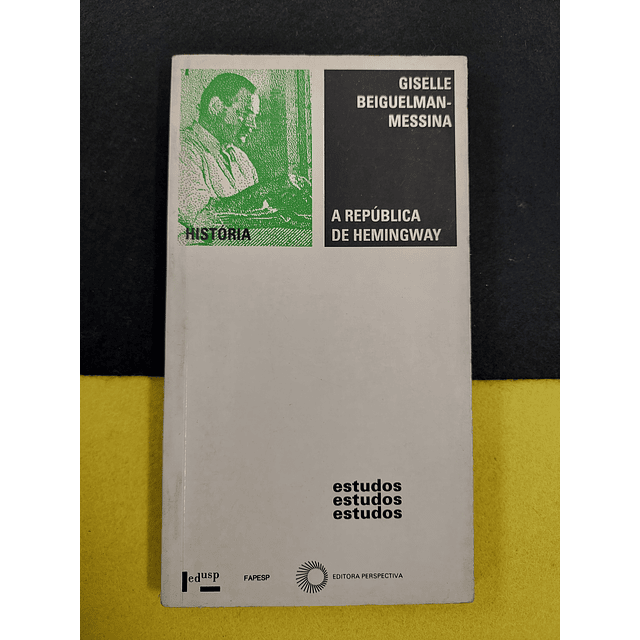 GISELLE
BEIGUELMAN-
MESSINA
HISTÓRIA
A REPÚBLICA
DE HEMINGWAY
estudos
estudos
estudos
edusp
FAPESP
EDITORA PERSPECTIVA